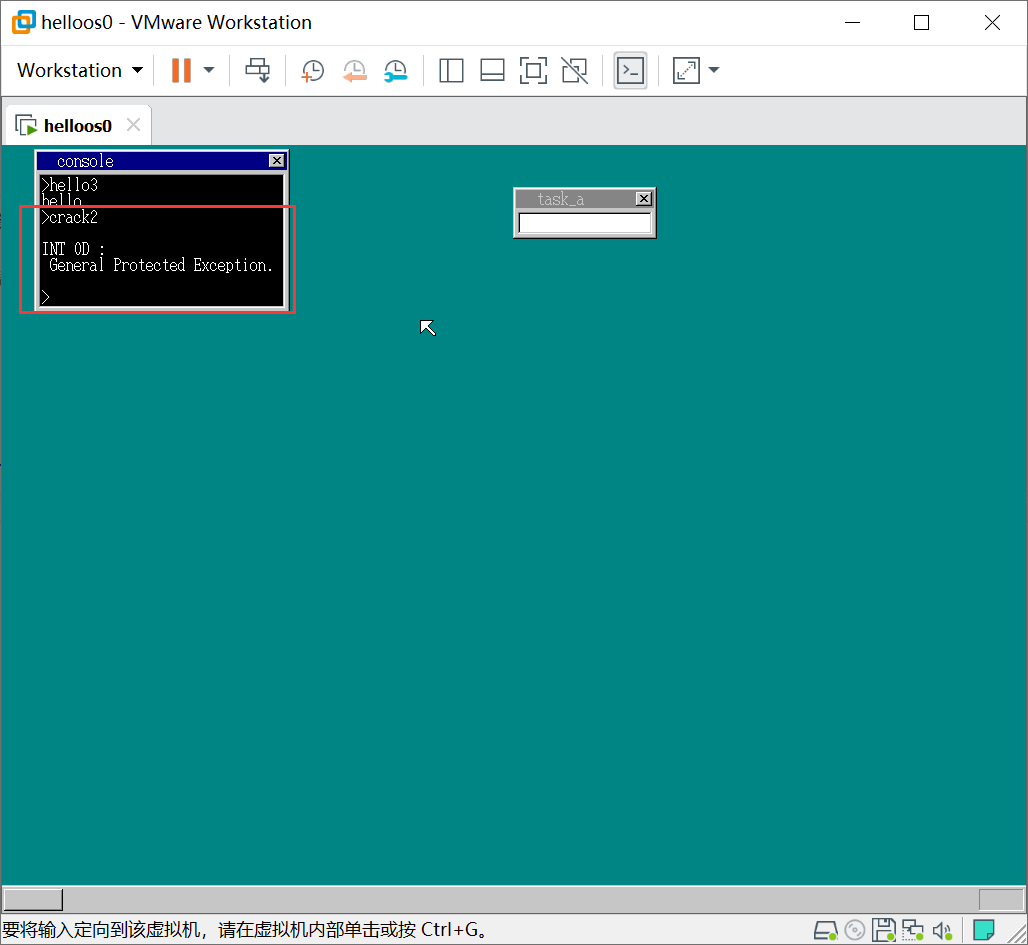 helloos0 - VMware Workstation
Workstation
helloos0
console
>hello3
hello
>crack2
INT 0D :
General Protected Exception.
>
task_a
要将输入定向到该虚拟机，请在虚拟机内部单击或按 Ctrl+G。